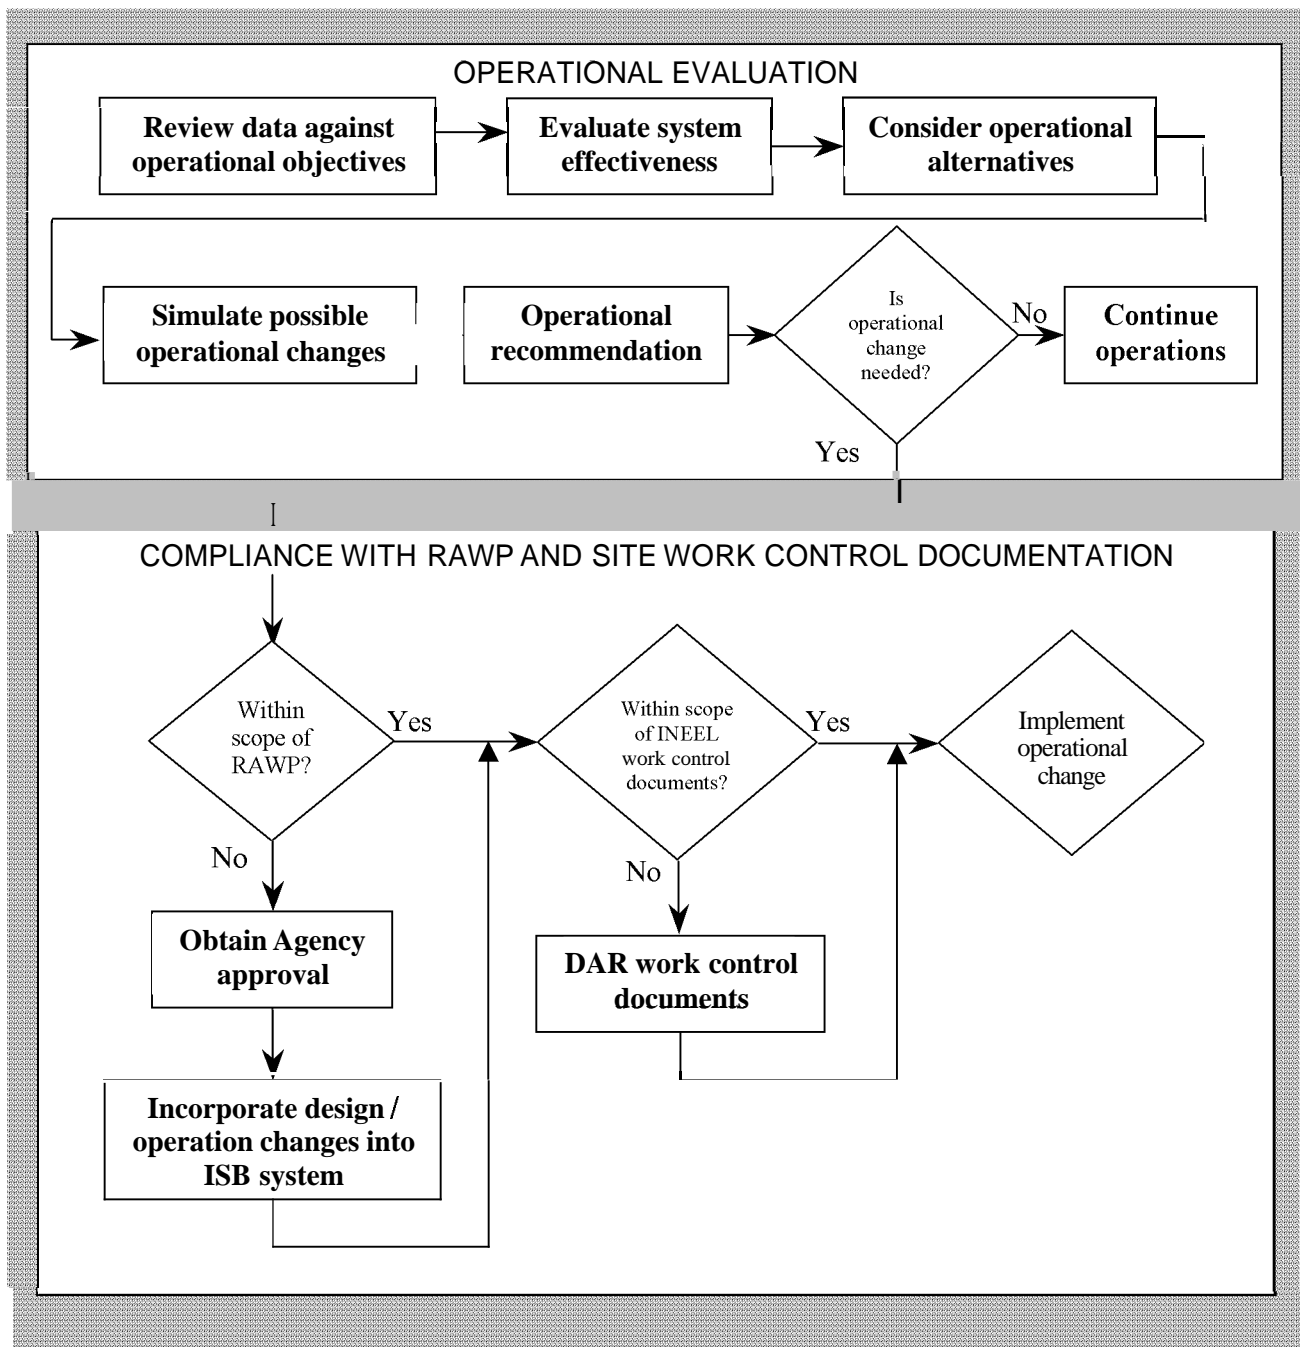 OPERATIONAL EVALUATION
Review data against
operational objectives
Evaluate system
effectiveness
Consider operational
alternatives
Simulate possible
operational changes
Operational
recommendation
Is
operational
change
needed?
No
Continue
operations
Yes
COMPLIANCE WITH RAWP AND SITE WORK CONTROL DOCUMENTATION
Within
scope of
RAWP?
Yes
Within scope
of INEEL
work control
documents?
Yes
Implement
operational
change
No
Obtain Agency
approval
No
DAR work control
documents
Incorporate design /
operation changes into
ISB system